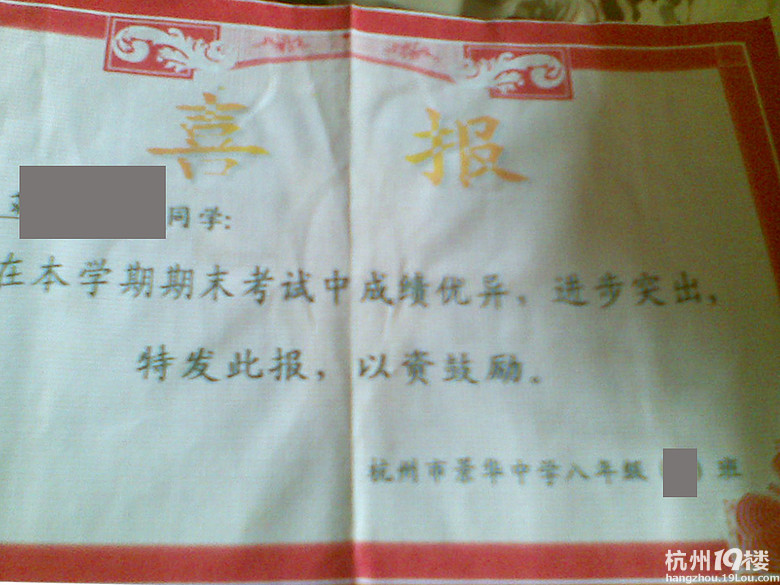 喜报
同学:
在本学期期末考试中成绩优异,进步突出,
特发此报,以资鼓励。
杭州市景华中学八年级()班
杭州19楼
hangzhou.19Lou.com